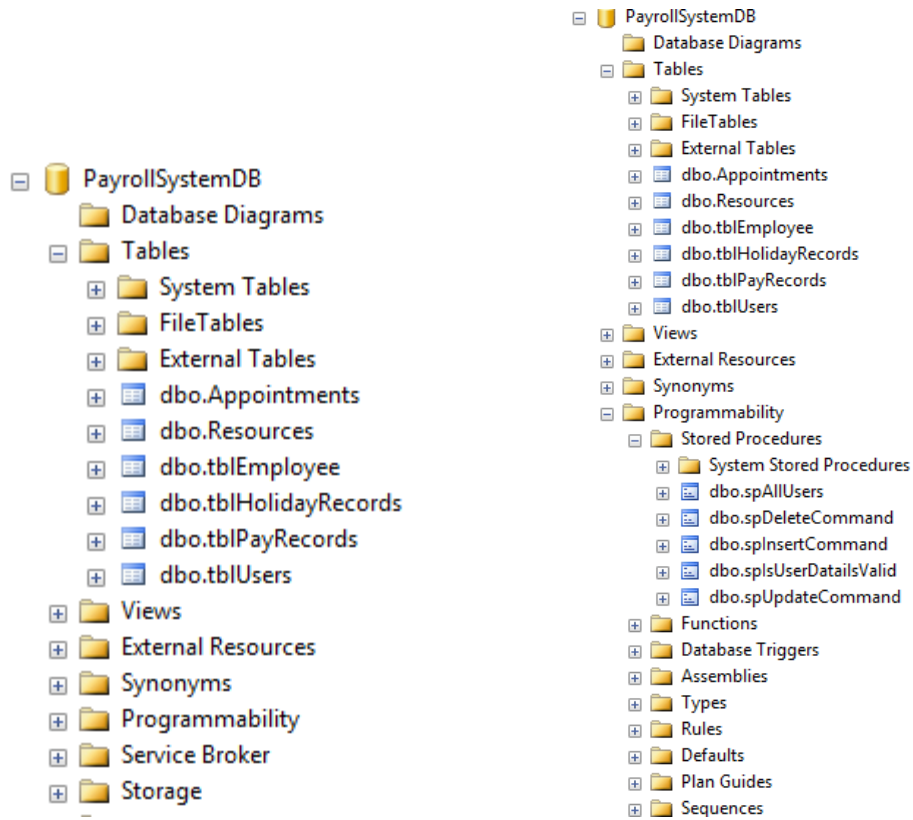 PayrollSystemDB
Database Diagrams
Tables
System Tables
FileTables
External Tables
dbo.Appointments
dbo.Resources
dbo.tblEmployee
dbo.tblHolidayRecords
dbo.tblPayRecords
dbo.tblUsers
Views
External Resources
Synonyms
Programmability
Service Broker
Storage
PayrollSystemDB
Database Diagrams
Tables
System Tables
FileTables
External Tables
dbo.Appointments
dbo.Resources
dbo.tblEmployee
dbo.tblHolidayRecords
dbo.tblPayRecords
dbo.tblUsers
Views
External Resources
Synonyms
Programmability
Stored Procedures
System Stored Procedures
dbo.spAllUsers
dbo.spDeleteCommand
dbo.spInsertCommand
dbo.spIsUserDatailsValid
dbo.spUpdateCommand
Functions
Database Triggers
Assemblies
Types
Rules
Defaults
Plan Guides
Sequences